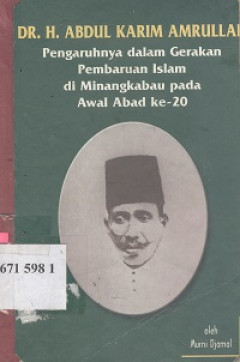 DR. H. ABDUL KARIM AMRULLA
Pengaruhnya dalam Gerakan
Pembaruan Islam
di Minangkabau pada
Awal Abad ke-20
671 598 1
oleh
Murni Djamal